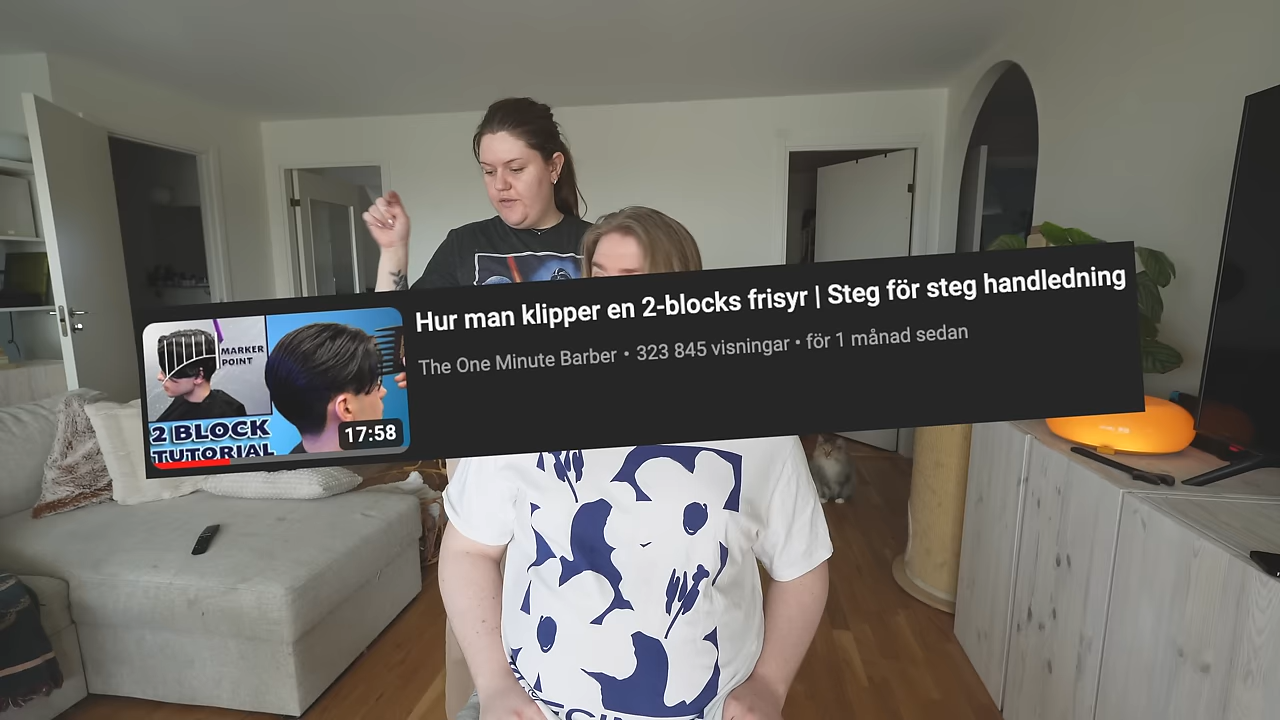 Hur man klipper en 2-blocks frisyr | Steg för steg handledning
The One Minute Barber • 323 845 visningar • för 1 månad sedan
MARKER
POINT
2 BLOCK
TUTORIAL
17:58